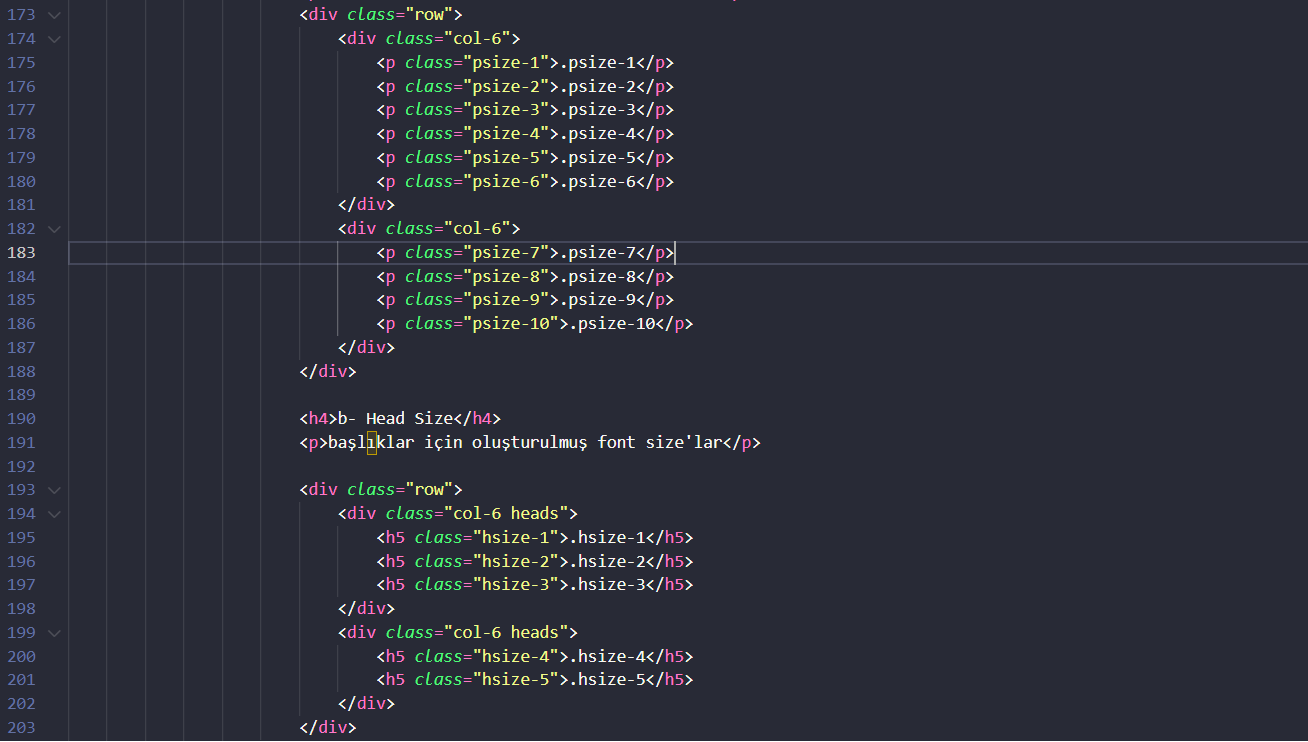 173 <div class="row">
174 <div class="col-6">
175 <p class="psize-1">.psize-1</p>
176 <p class="psize-2">.psize-2</p>
177 <p class="psize-3">.psize-3</p>
178 <p class="psize-4">.psize-4</p>
179 <p class="psize-5">.psize-5</p>
180 <p class="psize-6">.psize-6</p>
181 </div>
182 <div class="col-6">
183 <p class="psize-7">.psize-7</p>
184 <p class="psize-8">.psize-8</p>
185 <p class="psize-9">.psize-9</p>
186 <p class="psize-10">.psize-10</p>
187 </div>
188 </div>
189
190 <h4>b- Head Size</h4>
191 <p>başlıklar için oluşturulmuş font size'lar</p>
192
193 <div class="row">
194 <div class="col-6 heads">
195 <h5 class="hsize-1">.hsize-1</h5>
196 <h5 class="hsize-2">.hsize-2</h5>
197 <h5 class="hsize-3">.hsize-3</h5>
198 </div>
199 <div class="col-6 heads">
200 <h5 class="hsize-4">.hsize-4</h5>
201 <h5 class="hsize-5">.hsize-5</h5>
202 </div>
203 </div>